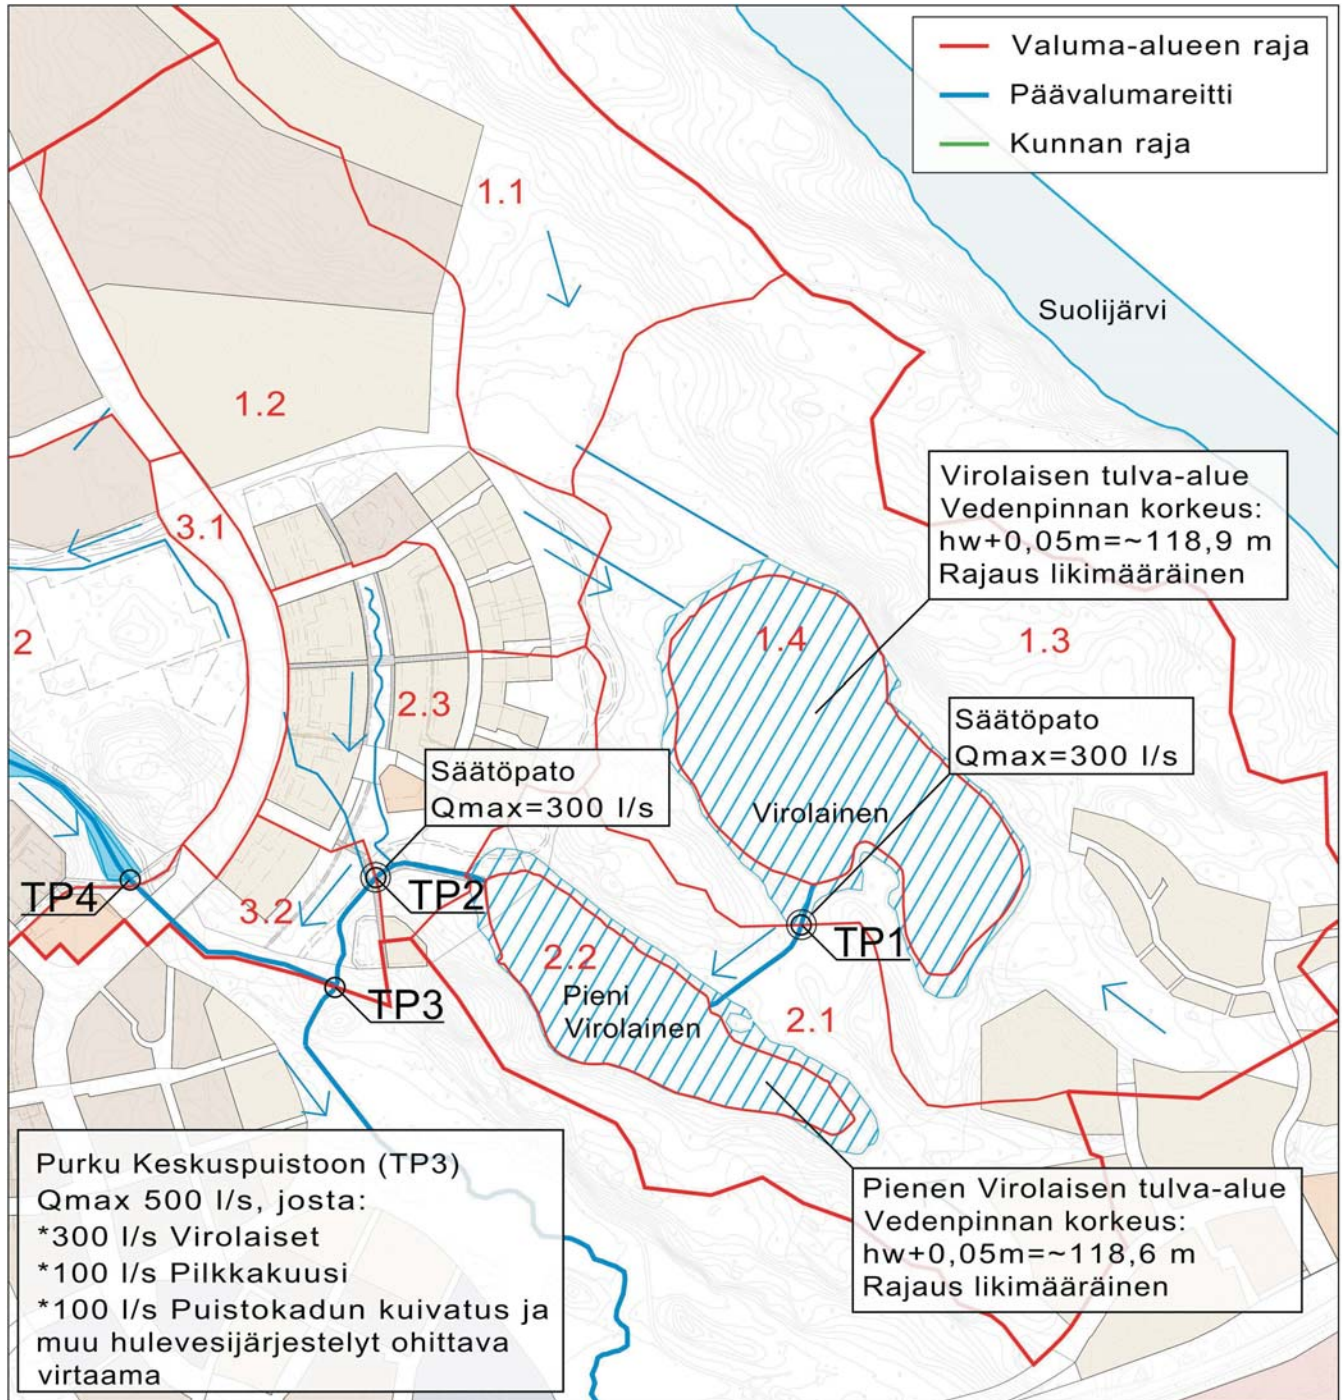 Valuma-alueen raja
Päävalumareitti
Kunnan raja
1.1
Suolijärvi
1.2
Virolaisen tulva-alue
Vedenpinnan korkeus:
hw+0,05m=~118,9 m
Rajaus likimääräinen
3.1
2
1.4
1.3
2.3
Säätöpato
Qmax=300 l/s
Säätöpato
Qmax=300 l/s
Virolainen
TP4
TP2
3.2
TP1
2.2
Pieni
Virolainen
TP3
2.1
Purku Keskuspuistoon (TP3)
Qmax 500 l/s, josta:
*300 l/s Virolaiset
*100 l/s Pilkkakuusi
*100 l/s Puistokadun kuivatus ja
muu hulevesijärjestelyt ohittava
virtaama
Pienen Virolaisen tulva-alue
Vedenpinnan korkeus:
hw+0,05m=~118,6 m
Rajaus likimääräinen